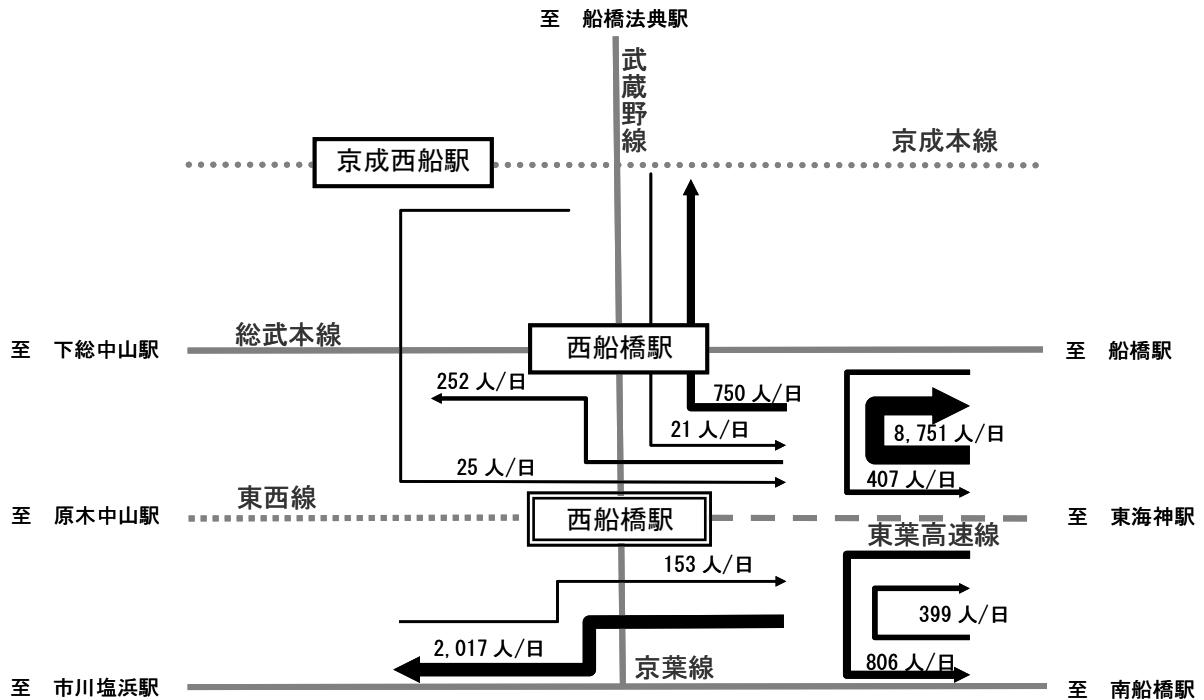 至 船橋法典駅
武蔵野線
京成本線
京成西船駅
総武本線
至 下総中山駅
西船橋駅
至 船橋駅
252 人/日
750 人/日
21 人/日
8,751 人/日
25 人/日
407 人/日
東西線
至 原木中山駅
西船橋駅
至 東海神駅
東葉高速線
153 人/日
399 人/日
2,017 人/日
806 人/日
京葉線
至 市川塩浜駅
至 南船橋駅